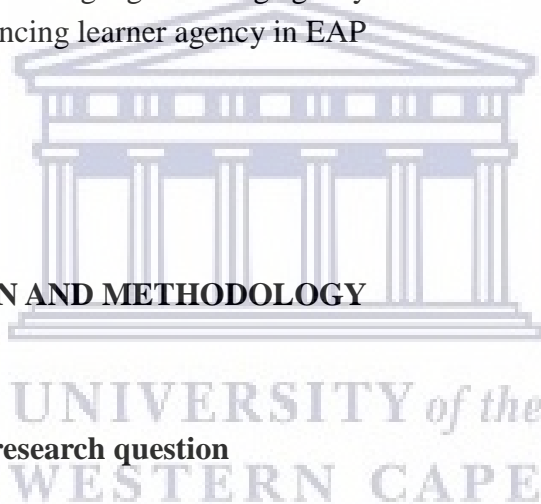 ncing learner agency in EAP
N AND METHODOLOGY
UNIVERSITY of the
research question
WESTERN CAPE